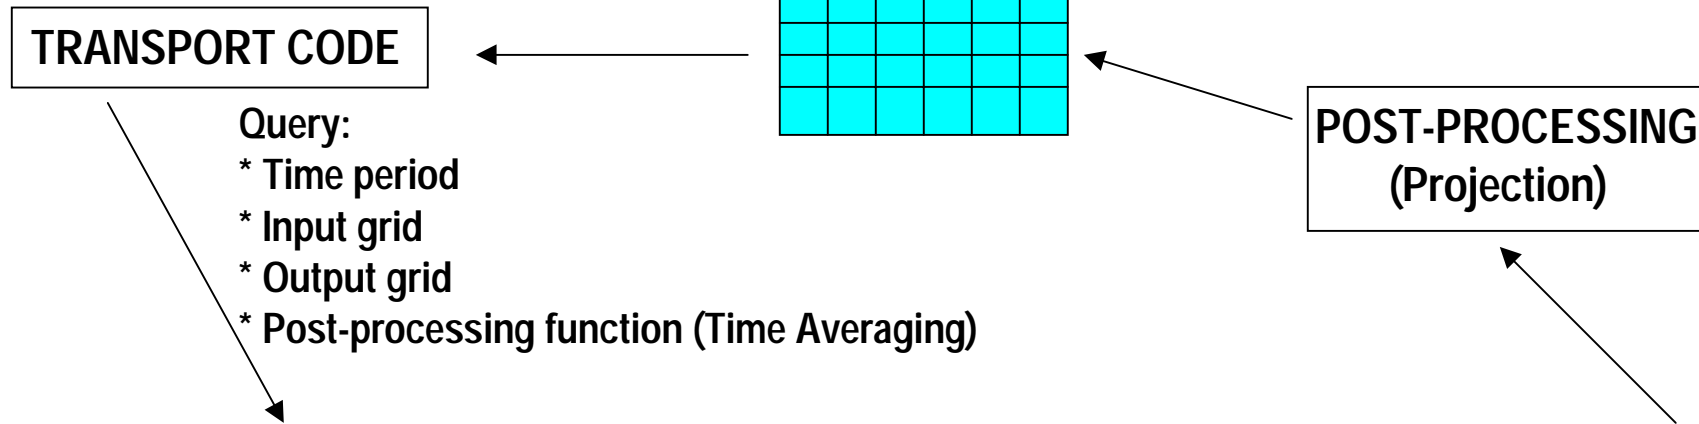 TRANSPORT CODE
Query:
* Time period
* Input grid
* Output grid
* Post-processing function (Time Averaging)
POST-PROCESSING
(Projection)